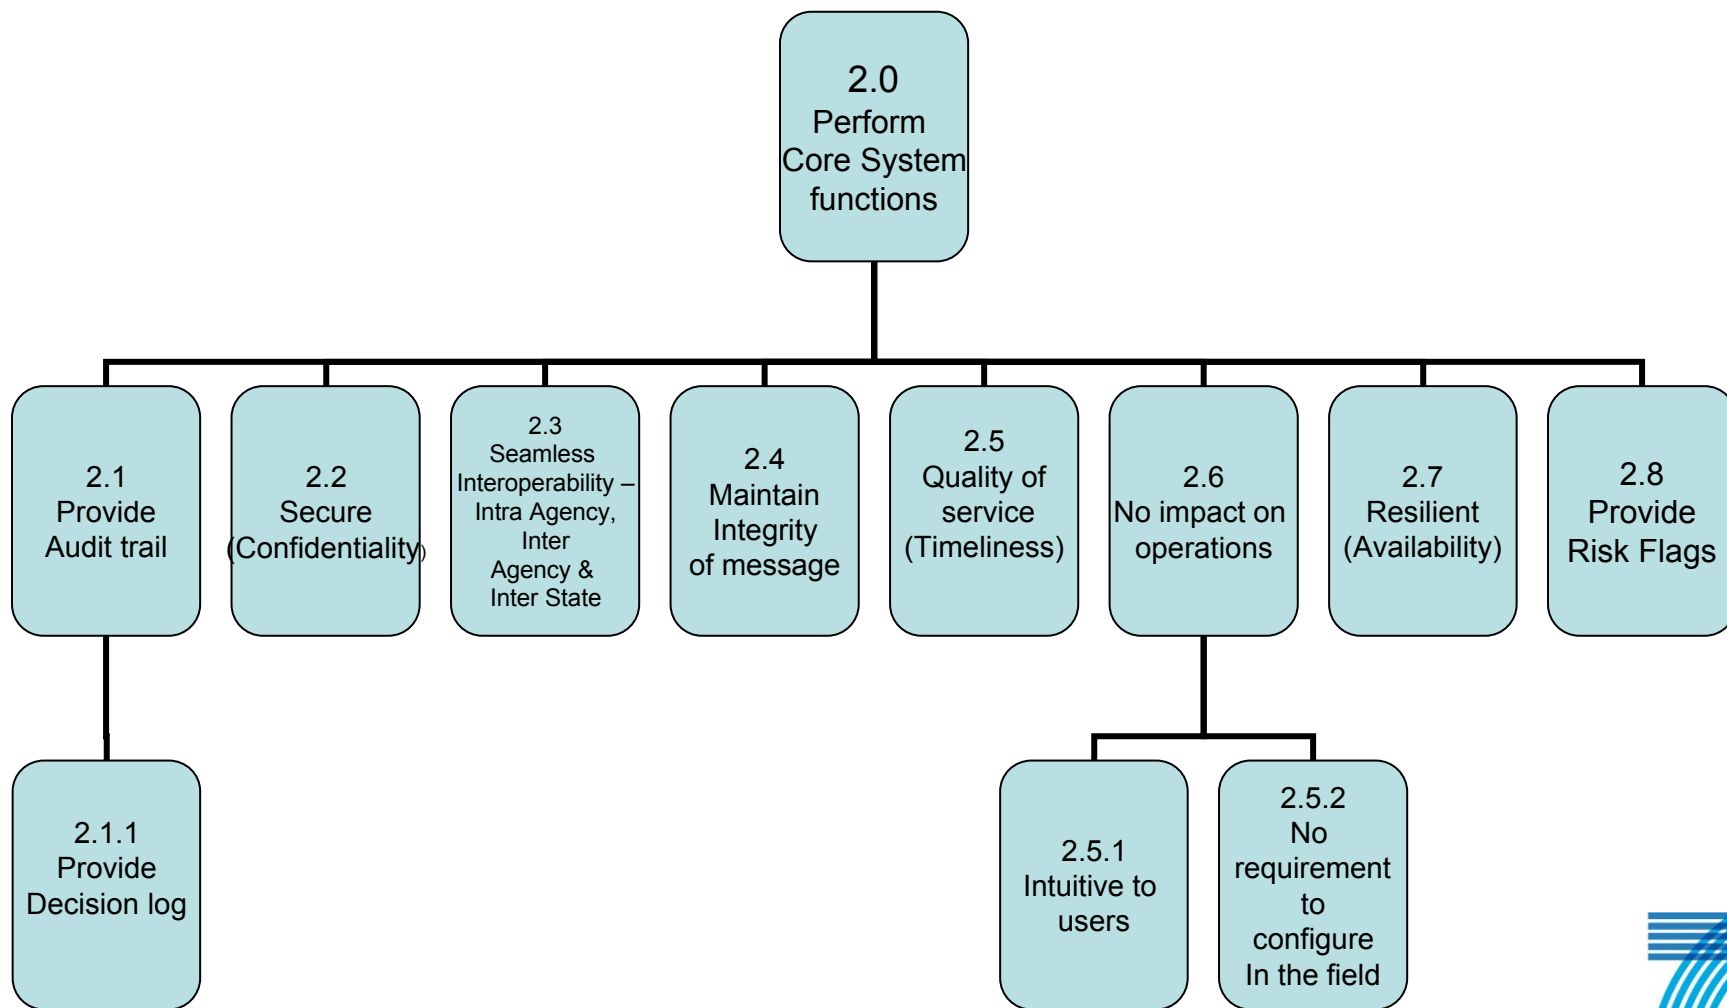 2.0
Perform
Core System
functions
2.1
Provide
Audit trail
2.2
Secure
(Confidentiality)
2.3
Seamless
Interoperability –
Intra Agency,
Inter
Agency &
Inter State
2.4
Maintain
Integrity
of message
2.5
Quality of
service
(Timeliness)
2.6
No impact on
operations
2.7
Resilient
(Availability)
2.8
Provide
Risk Flags
2.1.1
Provide
Decision log
2.5.1
Intuitive to
users
2.5.2
No
requirement
to
configure
In the field